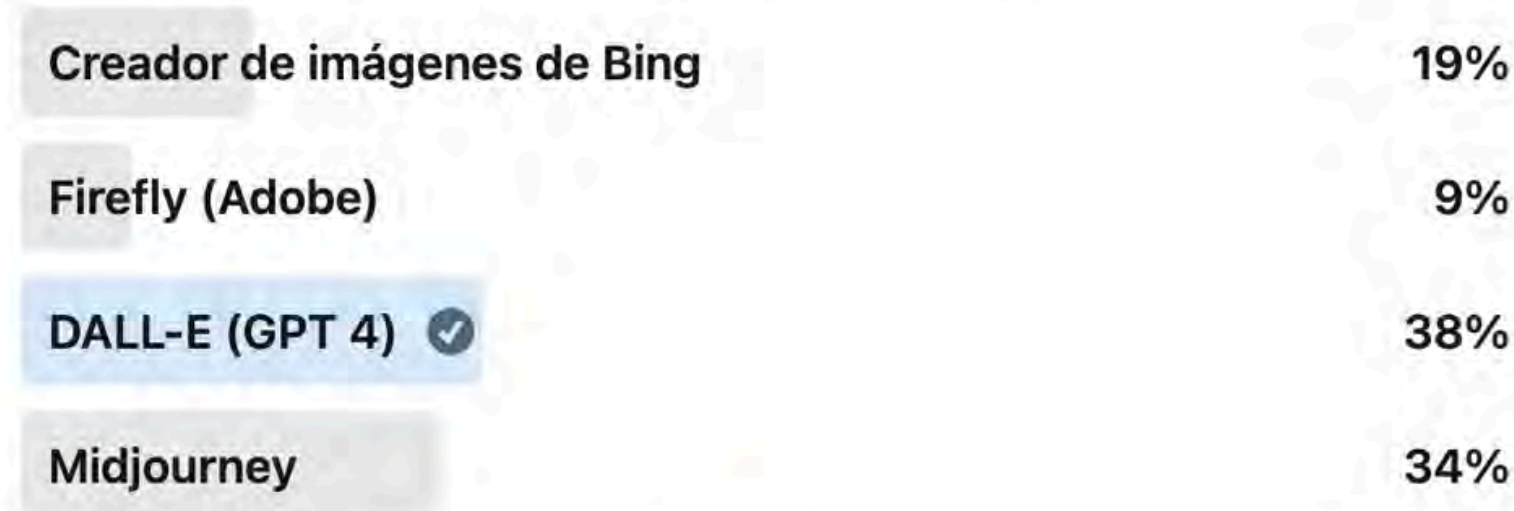 Creador de imágenes de Bing 19%
Firefly (Adobe) 9%
DALL-E (GPT 4) 38%
Midjourney 34%